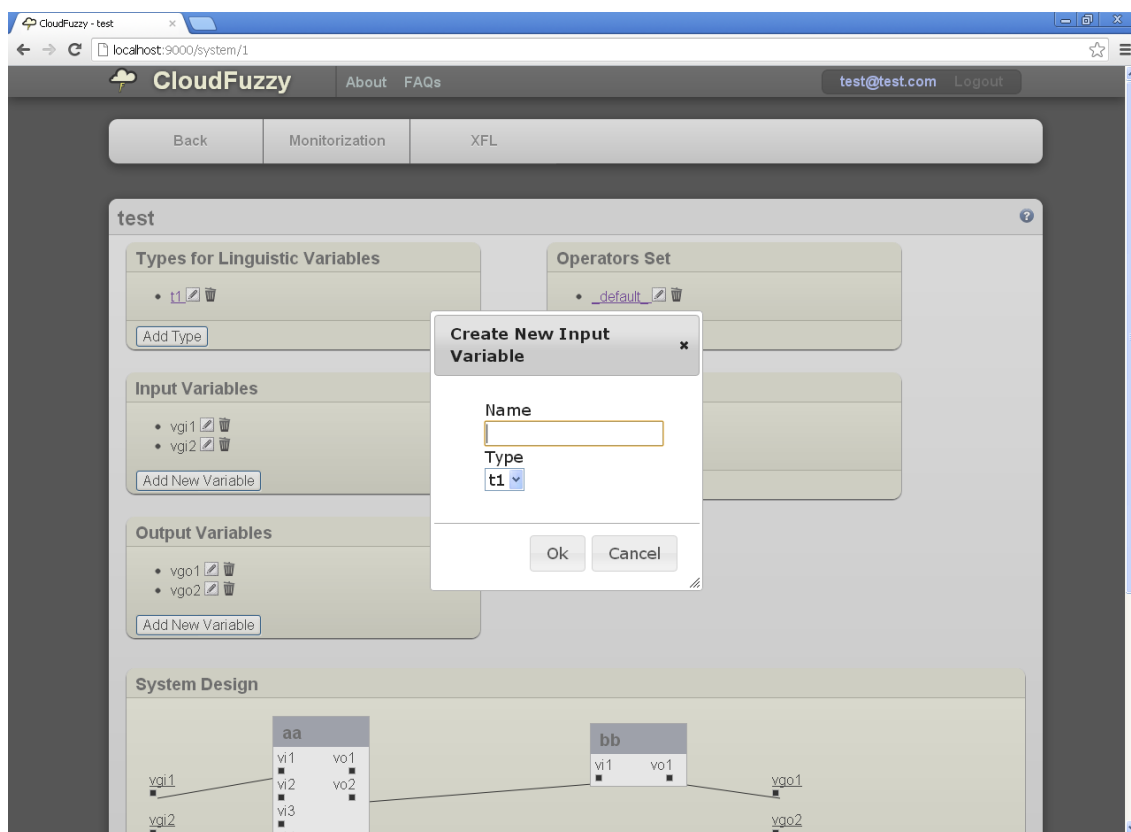 CloudFuzzy - test
localhost:9000/system/1
CloudFuzzy About FAQs test@test.com Logout
Back Monitorization XFL
test
Types for Linguistic Variables
t1
Add Type
Operators Set
_default_
Input Variables
vgi1
vgi2
Add New Variable
Create New Input
Variable
Name
Type
t1
Ok Cancel
Output Variables
vgo1
vgo2
Add New Variable
System Design
aa
vi1 vo1
vi2 vo2
vi3
bb
vi1 vo1
vgi1
vgi2
vgo1
vgo2